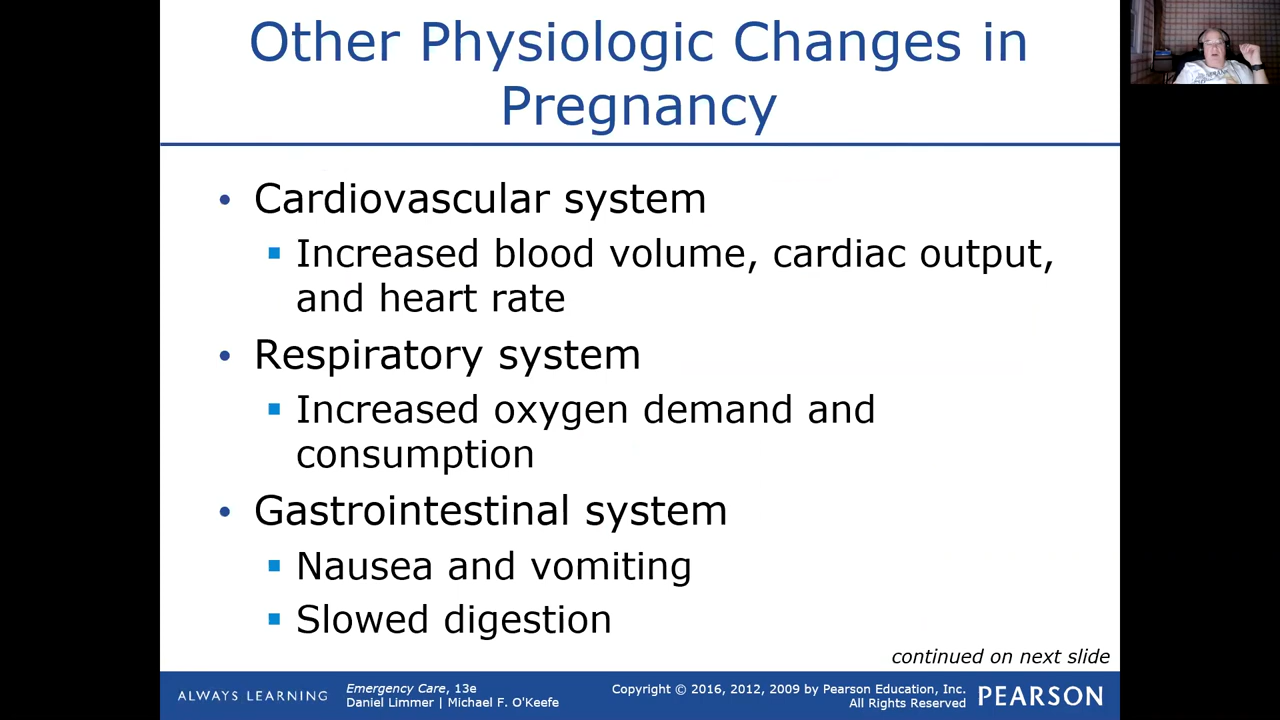 Other Physiologic Changes in
Pregnancy
• Cardiovascular system
▪ Increased blood volume, cardiac output,
and heart rate
• Respiratory system
▪ Increased oxygen demand and
consumption
• Gastrointestinal system
▪ Nausea and vomiting
▪ Slowed digestion
continued on next slide
ALWAYS LEARNING
Emergency Care, 13e
Daniel Limmer | Michael F. O'Keefe
Copyright © 2016, 2012, 2009 by Pearson Education, Inc.
All Rights Reserved
PEARSON